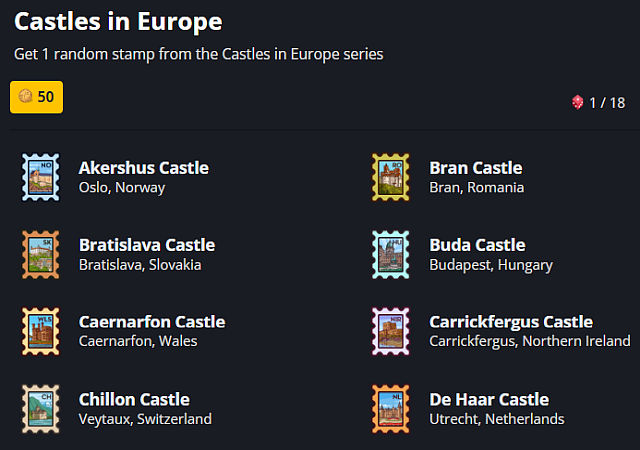 Castles in Europe
Get 1 random stamp from the Castles in Europe series
50
1 / 18
NO
Akershus Castle
Oslo, Norway
RO
Bran Castle
Bran, Romania
SK
Bratislava Castle
Bratislava, Slovakia
HU
Buda Castle
Budapest, Hungary
WLS
Caernarfon Castle
Caernarfon, Wales
NIR
Carrickfergus Castle
Carrickfergus, Northern Ireland
CH
Chillon Castle
Veytaux, Switzerland
NL
De Haar Castle
Utrecht, Netherlands